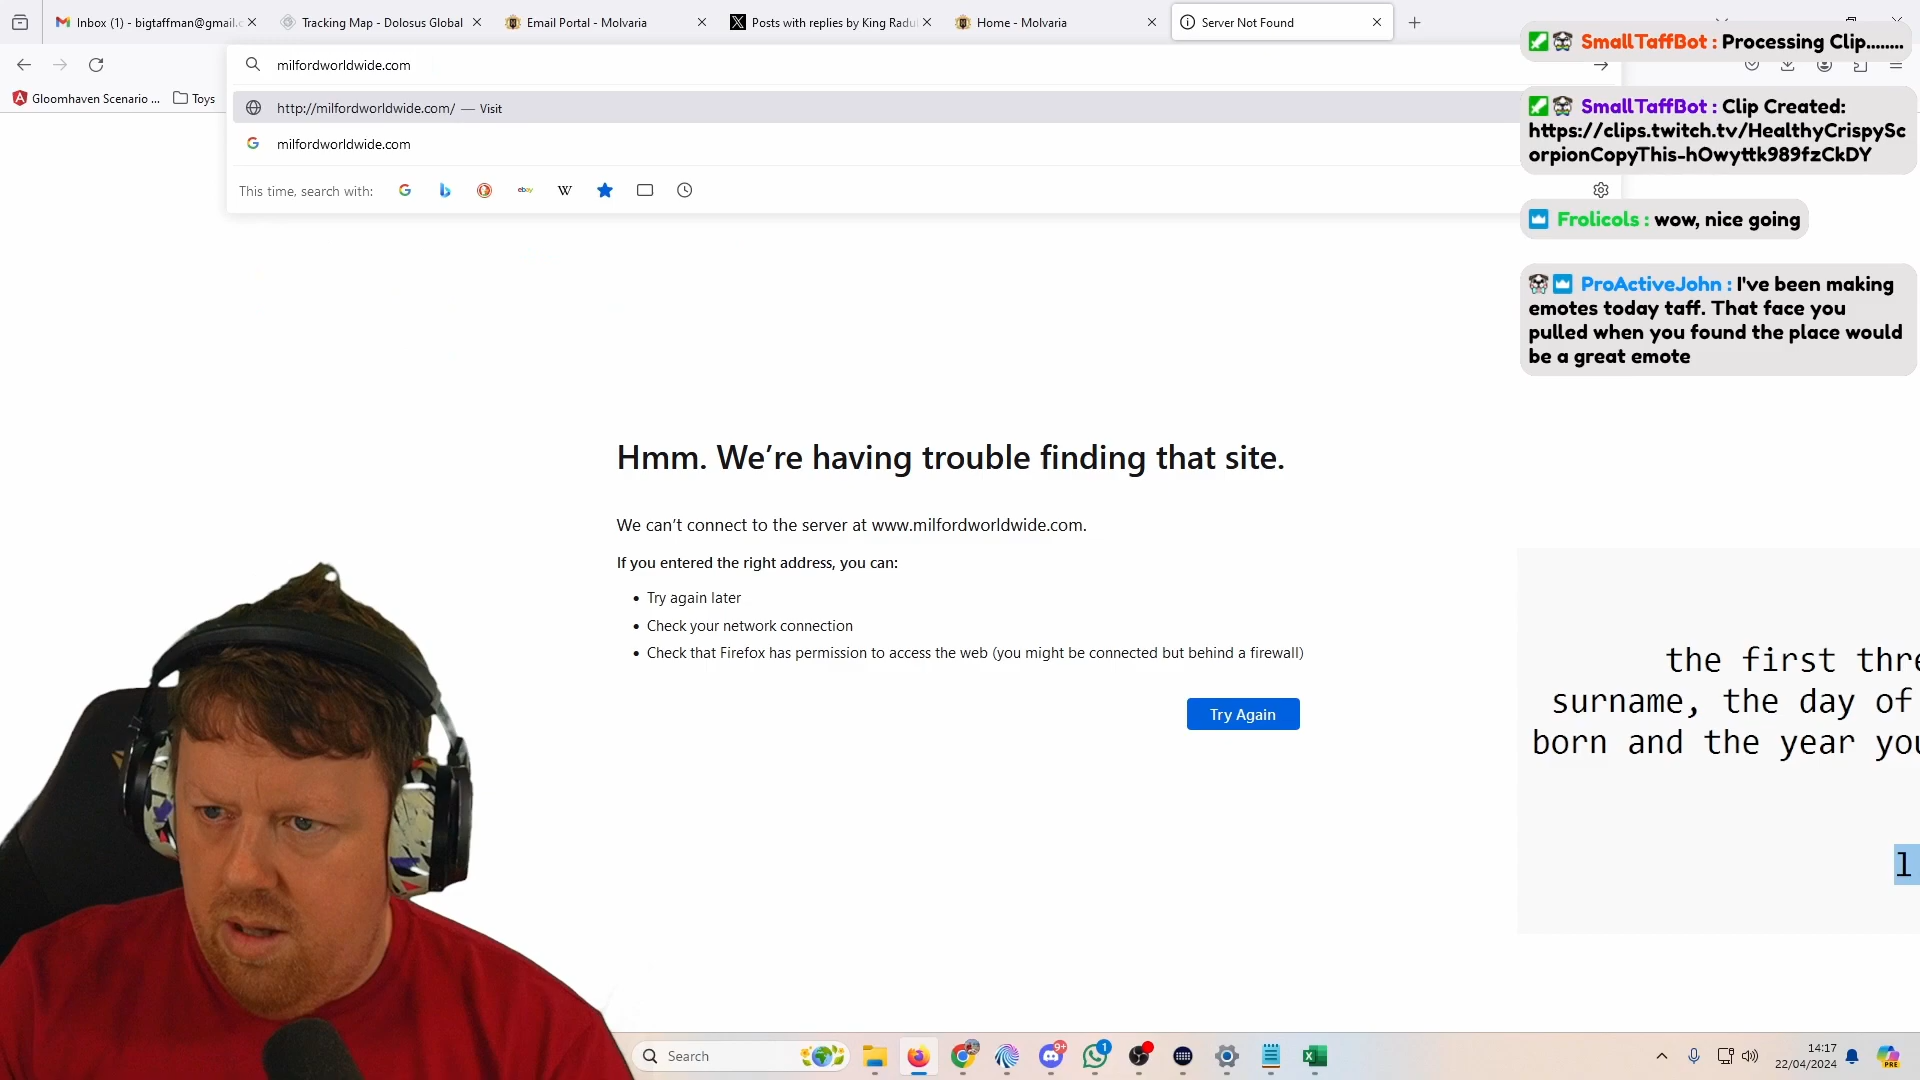 Inbox (1) - bigtaffman@gmail.c
Tracking Map - Dolosus Global
Email Portal - Molvaria
Posts with replies by King Radu
Home - Molvaria
Server Not Found
milfordworldwide.com
Gloomhaven Scenario ...
Toys
http://milfordworldwide.com/ — Visit
milfordworldwide.com
This time, search with:
ebay
W
SmallTaffBot : Processing Clip........
SmallTaffBot : Clip Created:
https://clips.twitch.tv/HealthyCrispySc
orpionCopyThis-hOwyttk989fzCkDY
Frolicols : wow, nice going
ProActiveJohn : I've been making
emotes today taff. That face you
pulled when you found the place would
be a great emote
Hmm. We’re having trouble finding that site.
We can’t connect to the server at www.milfordworldwide.com.
If you entered the right address, you can:
Try again later
Check your network connection
Check that Firefox has permission to access the web (you might be connected but behind a firewall)
Try Again
the first thre
surname, the day of
born and the year you
l
Search
9+
1
14:17
22/04/2024
PRE